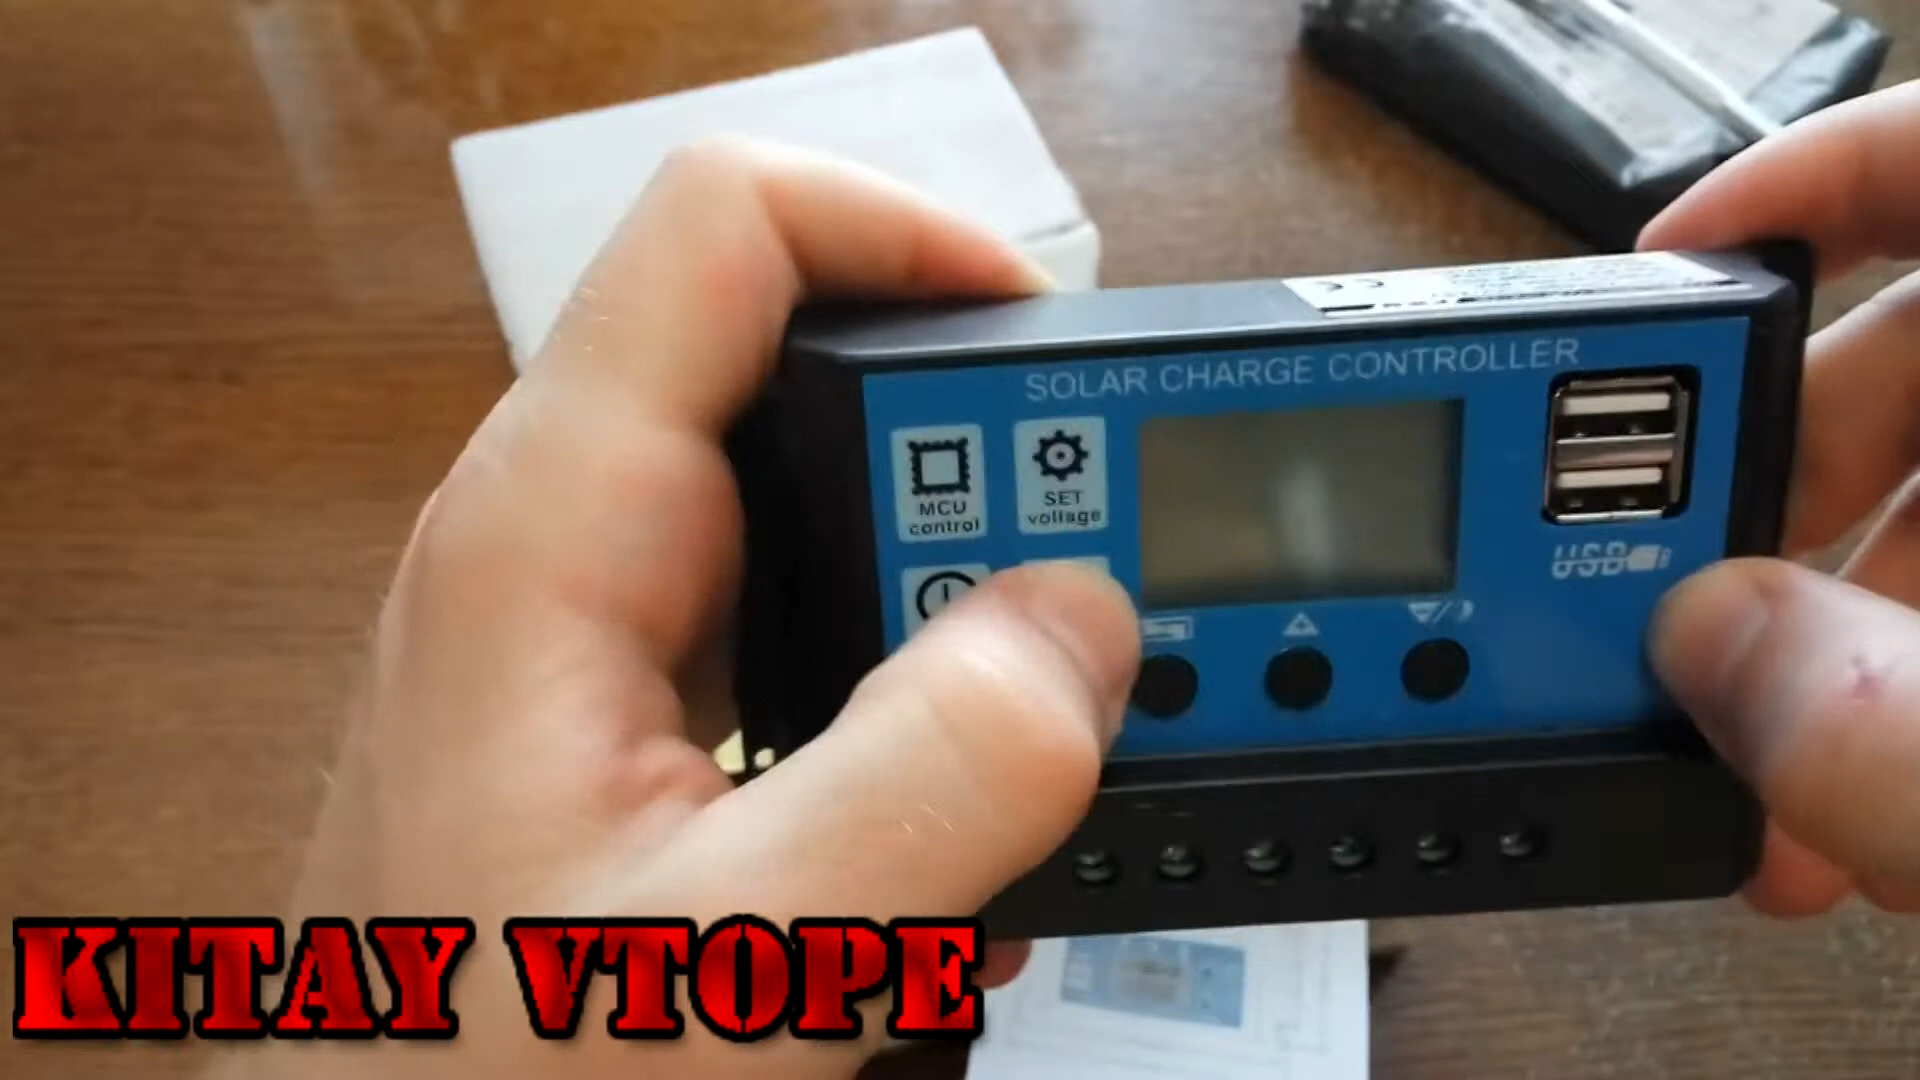 SOLAR CHARGE CONTROLLER
MCU
control
SET
voltage
USB
KITAY VTOPE